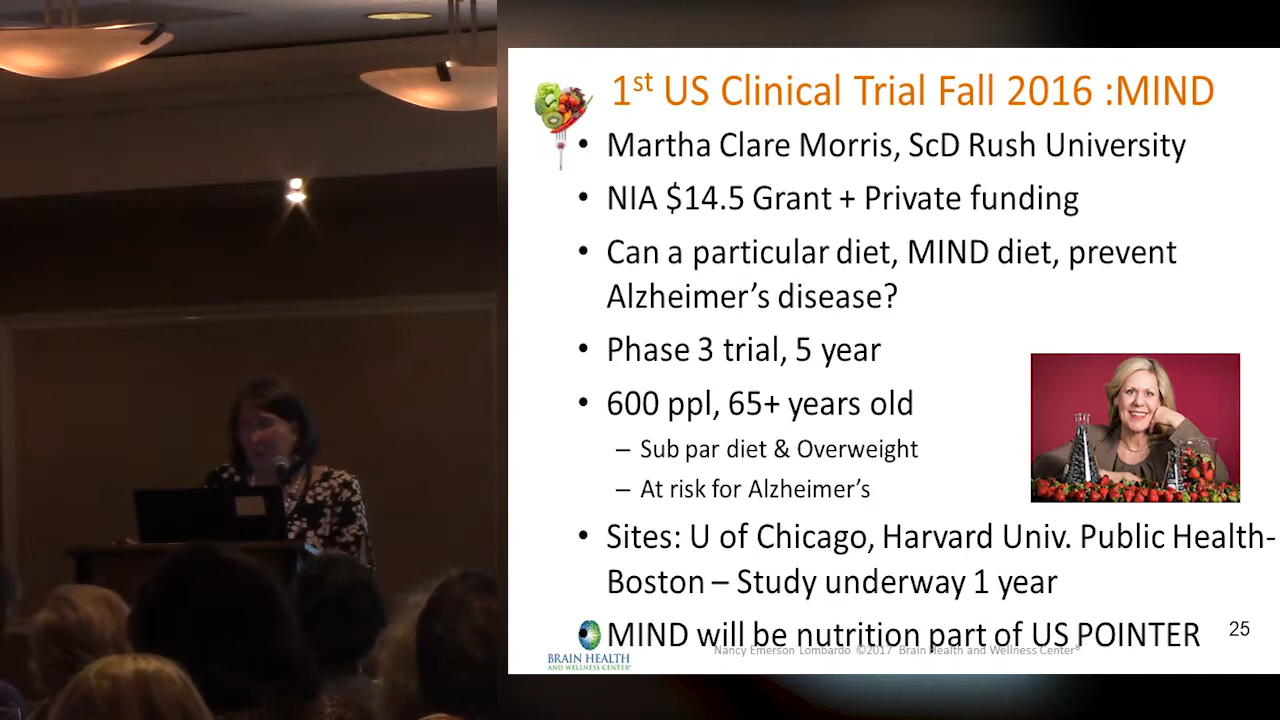 1st US Clinical Trial Fall 2016 :MIND
• Martha Clare Morris, ScD Rush University
• NIA $14.5 Grant + Private funding
• Can a particular diet, MIND diet, prevent
Alzheimer’s disease?
• Phase 3 trial, 5 year
• 600 ppl, 65+ years old
– Sub par diet & Overweight
– At risk for Alzheimer’s
• Sites: U of Chicago, Harvard Univ. Public Health-
Boston – Study underway 1 year
• MIND will be nutrition part of US POINTER
25
Nancy Emerson Lombardo ©2017 Brain Health and Wellness Center®
BRAIN HEALTH
AND WELLNESS CENTER®